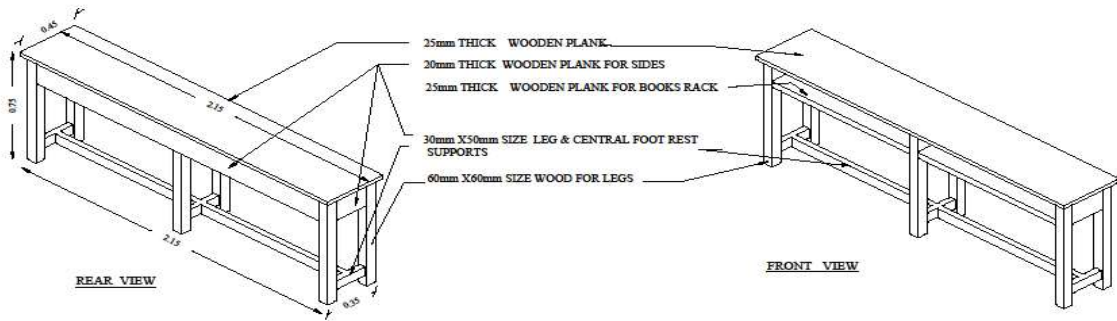 0.45
25mm THICK WOODEN PLANK
20mm THICK WOODEN PLANK FOR SIDES
25mm THICK WOODEN PLANK FOR BOOKS RACK
0.75
2.15
30mm X50mm SIZE LEG & CENTRAL FOOT REST
SUPPORTS
60mm X60mm SIZE WOOD FOR LEGS
2.15
0.35
REAR VIEW
FRONT VIEW